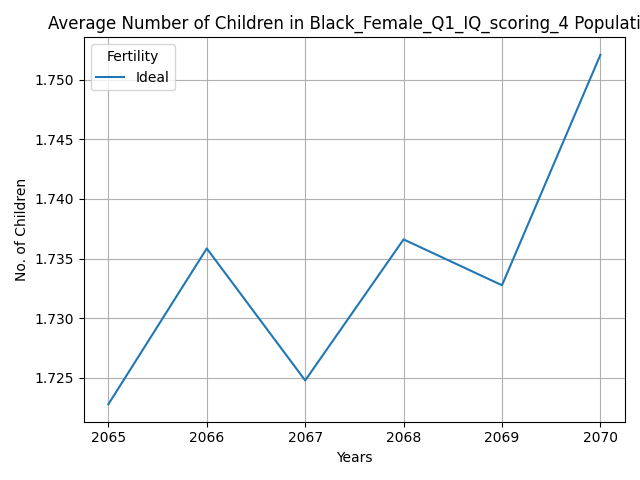 Average Number of Children in Black_Female_Q1_IQ_scoring_4 Populati
Fertility
Ideal
1.750
1.745
1.740
1.735
1.730
1.725
No. of Children
2065 2066 2067 2068 2069 2070
Years